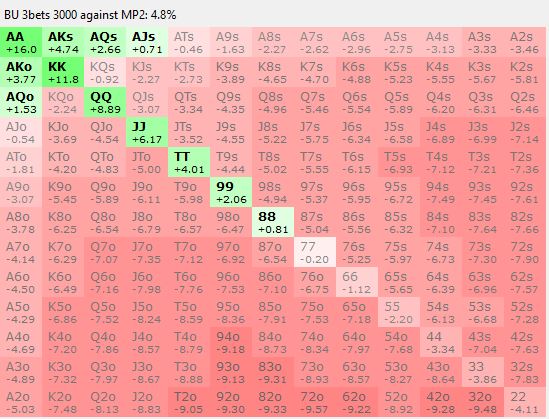 BU 3bets 3000 against MP2: 4.8%
AA AKs AQs AJs ATs A9s A8s A7s A6s A5s A4s A3s A2s
+16.0 +4.74 +2.66 +0.71 -0.46 -1.63 -2.27 -2.62 -2.96 -2.75 -3.13 -3.33 -3.46
AKo KK KQs KJs KTs K9s K8s K7s K6s K5s K4s K3s K2s
+3.77 +11.8 -0.92 -2.27 -2.73 -3.89 -4.65 -4.70 -4.88 -5.23 -5.55 -5.67 -5.81
AQo KQo QQ QJs QTs Q9s Q8s Q7s Q6s Q5s Q4s Q3s Q2s
+1.53 -2.24 +8.89 -3.07 -3.34 -4.35 -4.96 -5.46 -5.54 -5.89 -6.20 -6.31 -6.46
AJo KJo QJo JJ JTs J9s J8s J7s J6s J5s J4s J3s J2s
-0.54 -3.69 -4.54 +6.17 -3.52 -4.55 -5.22 -5.75 -6.34 -6.58 -6.89 -6.99 -7.14
ATo KTo QTo JTo TT T9s T8s T7s T6s T5s T4s T3s T2s
-1.81 -4.20 -4.83 -5.00 +4.01 -4.44 -5.02 -5.55 -6.15 -6.93 -7.12 -7.21 -7.36
A9o K9o Q9o J9o T9o 99 98s 97s 96s 95s 94s 93s 92s
-3.07 -5.45 -5.89 -6.11 -5.98 +2.06 -4.94 -5.37 -5.95 -6.72 -7.49 -7.45 -7.61
A8o K8o Q8o J8o T8o 98o 88 87s 86s 85s 84s 83s 82s
-3.78 -6.25 -6.54 -6.79 -6.57 -6.47 +0.81 -5.04 -5.56 -6.32 -7.10 -7.64 -7.66
A7o K7o Q7o J7o T7o 97o 87o 77 76s 75s 74s 73s 72s
-4.14 -6.29 -7.07 -7.35 -7.12 -6.92 -6.54 -0.20 -5.25 -5.97 -6.73 -7.30 -7.90
A6o K6o Q6o J6o T6o 96o 86o 76o 66 65s 64s 63s 62s
-4.50 -6.49 -7.16 -7.98 -7.76 -7.53 -7.10 -6.75 -1.12 -5.65 -6.39 -6.96 -7.57
A5o K5o Q5o J5o T5o 95o 85o 75o 65o 55 54s 53s 52s
-4.29 -6.86 -7.52 -8.24 -8.59 -8.36 -7.91 -7.53 -7.18 -2.20 -6.13 -6.68 -7.28
A4o K4o Q4o J4o T4o 94o 84o 74o 64o 54o 44 43s 42s
-4.69 -7.20 -7.86 -8.57 -8.79 -9.18 -8.73 -8.34 -7.97 -7.68 -3.34 -7.04 -7.63
A3o K3o Q3o J3o T3o 93o 83o 73o 63o 53o 43o 33 32s
-4.89 -7.32 -7.97 -8.67 -8.88 -9.13 -9.31 -8.93 -8.57 -8.27 -8.64 -3.86 -7.83
A2o K2o Q2o J2o T2o 92o 82o 72o 62o 52o 42o 32o 22
-5.03 -7.48 -8.13 -8.83 -9.05 -9.30 -9.33 -9.57 -9.22 -8.92 -9.28 -9.48 -4.11